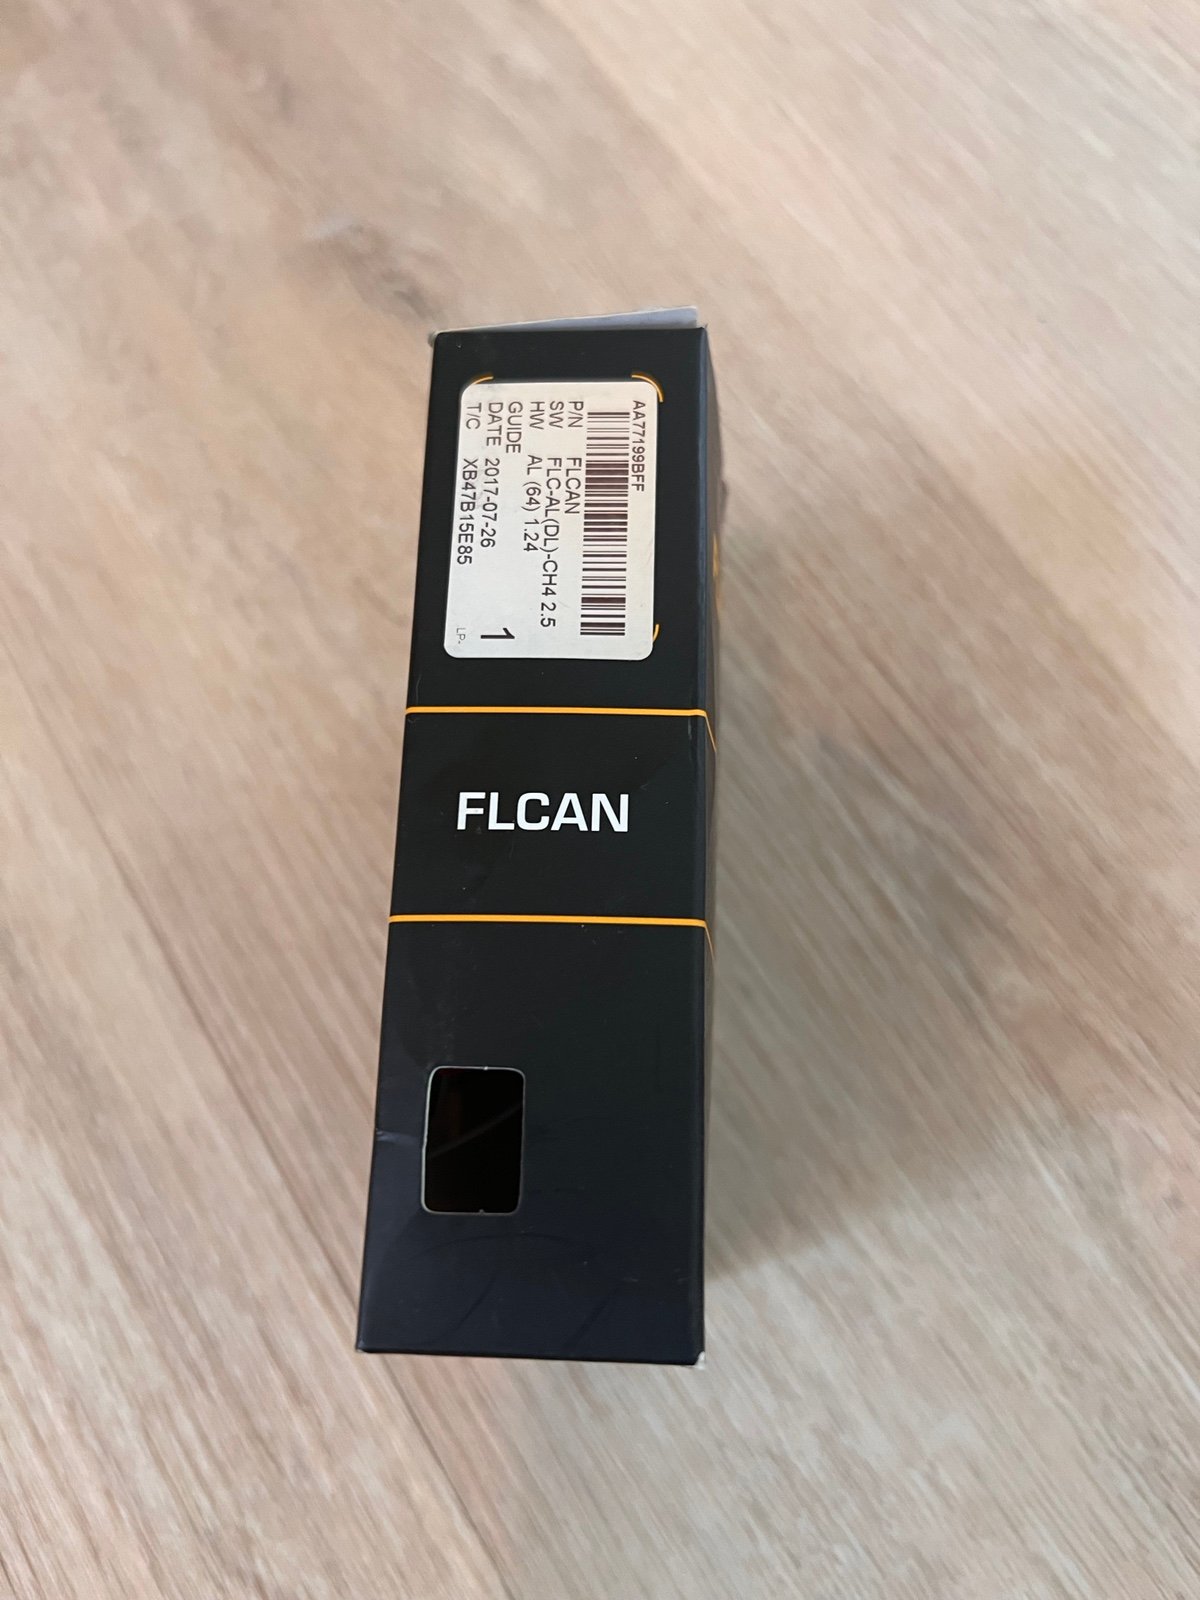 AA77199BFF
P/N FLCAN
SW FLC-AL(DL)-CH4 2.5
HW AL (64) 1.24
GUIDE
DATE 2017-07-26
T/C XB47B15E85
1
LP-
FLCAN